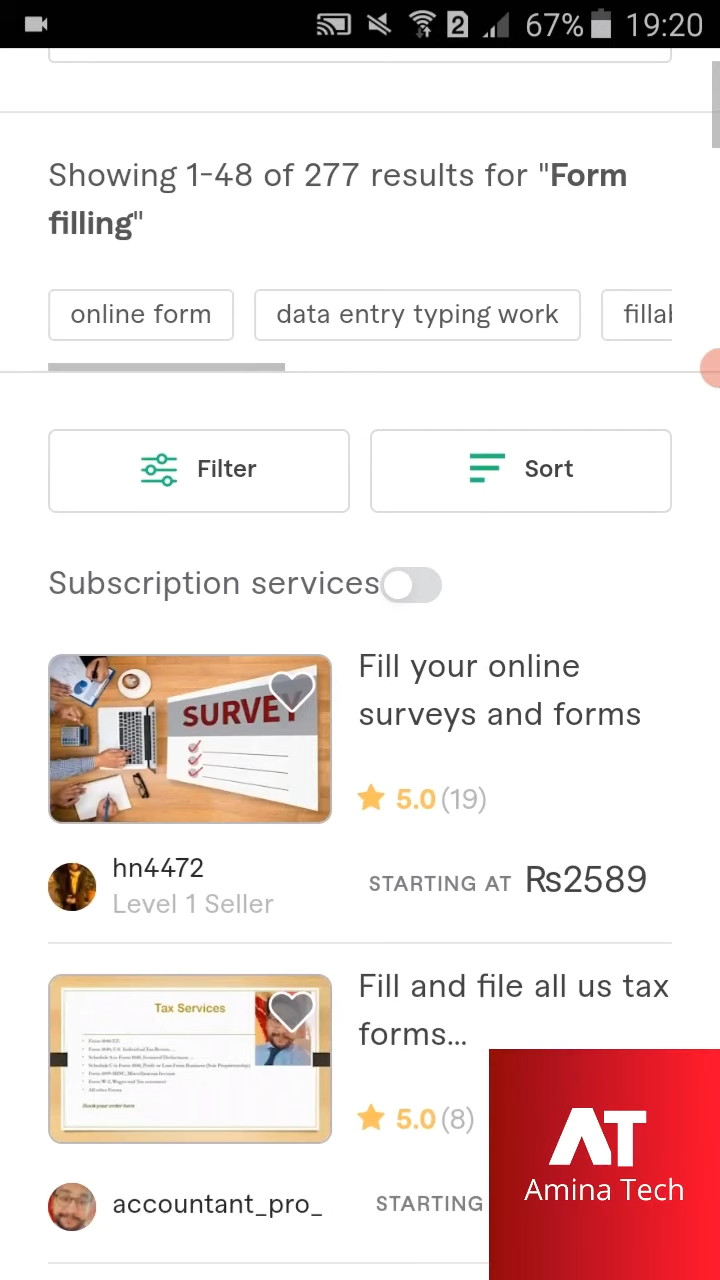 2 67% 19:20
Showing 1-48 of 277 results for "Form
filling"
online form
data entry typing work
Filter
Sort
Subscription services
SURVEY
Fill your online
surveys and forms
5.0 (19)
hn4472
Level 1 Seller
STARTING AT Rs2589
Tax Services
Fill and file all us tax
forms...
5.0 (8)
accountant_pro_
STARTING
AT
Amina Tech